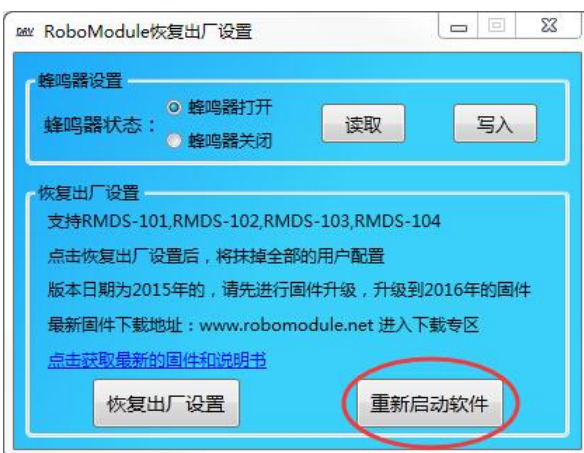 DRV RoboModule恢复出厂设置
蜂鸣器设置
蜂鸣器状态：
蜂鸣器打开
蜂鸣器关闭
读取
写入
恢复出厂设置
支持RMDS-101,RMDS-102,RMDS-103,RMDS-104
点击恢复出厂设置后，将抹掉全部的用户配置
版本日期为2015年的，请先进行固件升级，升级到2016年的固件
最新固件下载地址：www.robomodule.net 进入下载专区
点击获取最新的固件和说明书
恢复出厂设置
重新启动软件